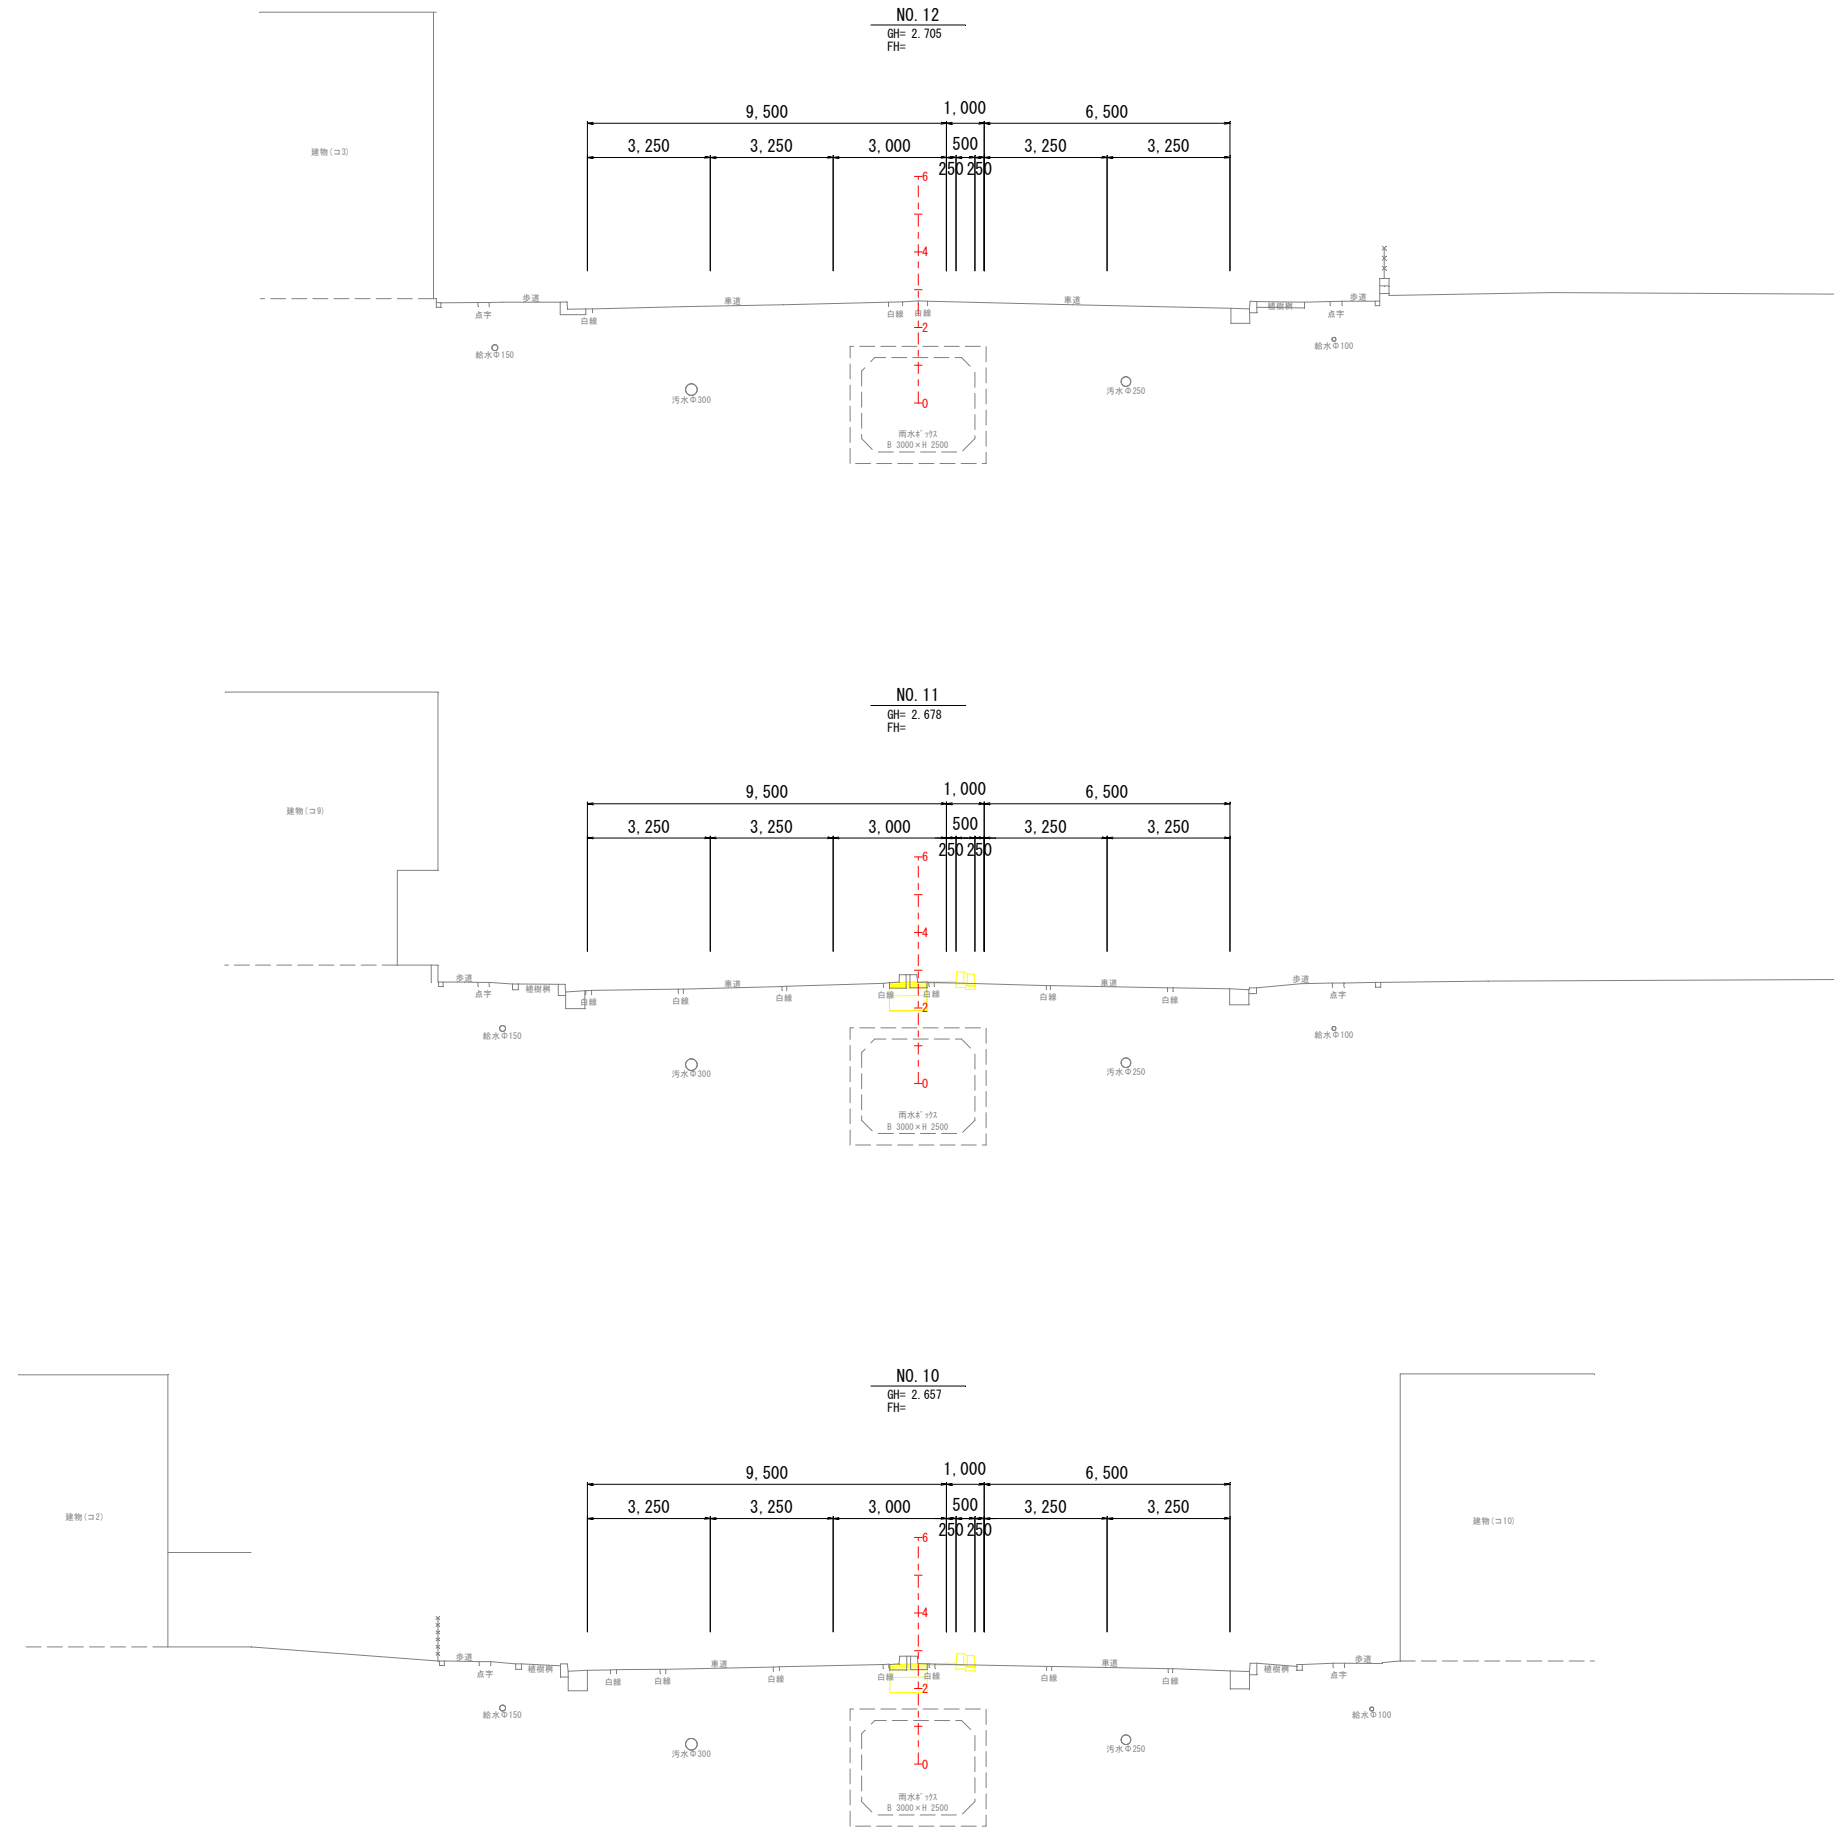 NO. 12
GH= 2. 705
FH=
9, 500
1, 000
6, 500
3, 250
3, 250
3, 000
500
3, 250
3, 250
250
250
6
建物(コ3)
4
歩道
車道
車道
植樹桝
歩道
点字
白線
白線
白線
点字
2
給水Φ150
給水Φ100
汚水Φ300
汚水Φ250
0
雨水ﾎﾞｯｸｽ
B 3000×H 2500
NO. 11
GH= 2. 678
FH=
9, 500
1, 000
6, 500
3, 250
3, 250
3, 000
500
3, 250
3, 250
250
250
6
建物(コ9)
4
歩道
車道
車道
歩道
点字
植樹桝
白線
白線
白線
白線
白線
白線
白線
点字
2
給水Φ150
給水Φ100
汚水Φ300
汚水Φ250
0
雨水ﾎﾞｯｸｽ
B 3000×H 2500
NO. 10
GH= 2. 657
FH=
9, 500
1, 000
6, 500
3, 250
3, 250
3, 000
500
3, 250
3, 250
250
250
6
建物(コ2)
建物(コ10)
4
歩道
車道
車道
歩道
点字
植樹桝
白線
白線
白線
白線
白線
白線
白線
植樹桝
点字
2
給水Φ150
給水Φ100
汚水Φ300
汚水Φ250
0
雨水ﾎﾞｯｸｽ
B 3000×H 2500